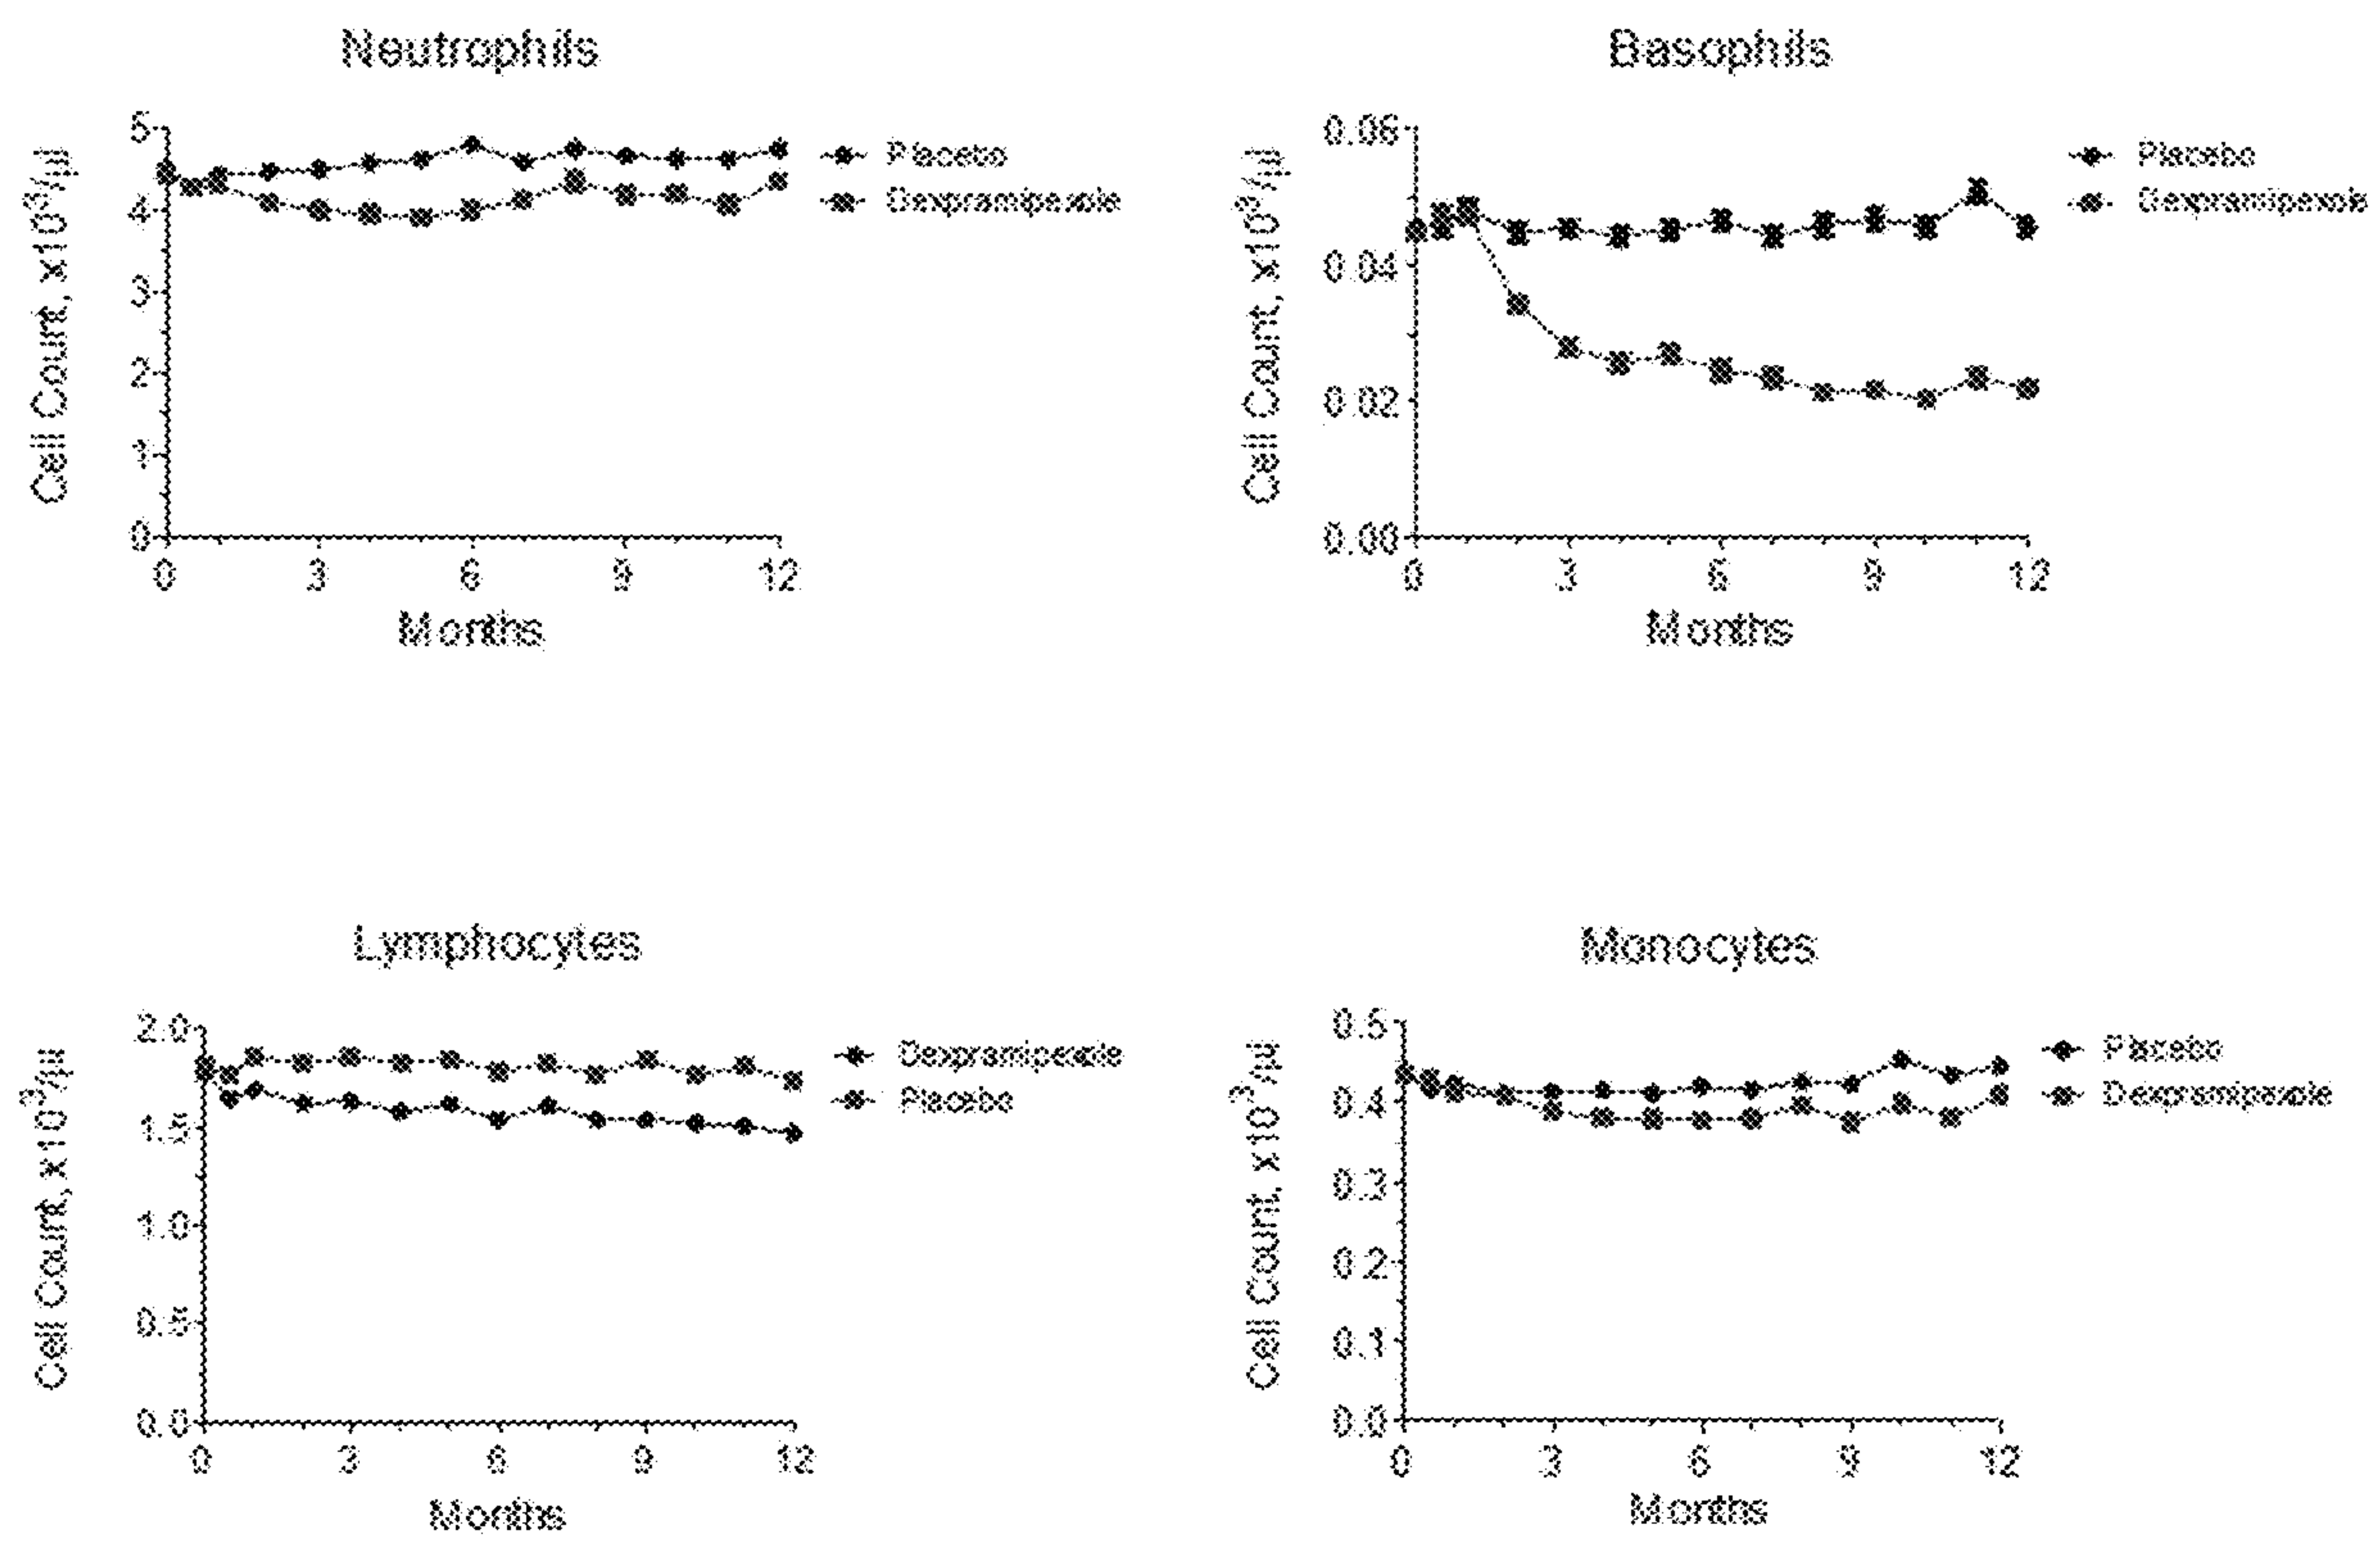 Neutrophils
Cell Count, x10³/µl
5
4
3
2
1
0
0 3 6 9 12
Months
Placebo
Dexpramipexole
Basophils
Cell Count, x10³/µl
0.06
0.04
0.02
0.00
0 3 6 9 12
Months
Placebo
Dexpramipexole
Lymphocytes
Cell Count, x10³/µl
2.0
1.5
1.0
0.5
0.0
0 3 6 9 12
Months
Dexpramipexole
Placebo
Monocytes
Cell Count, x10³/µl
0.5
0.4
0.3
0.2
0.1
0.0
0 3 6 9 12
Months
Placebo
Dexpramipexole